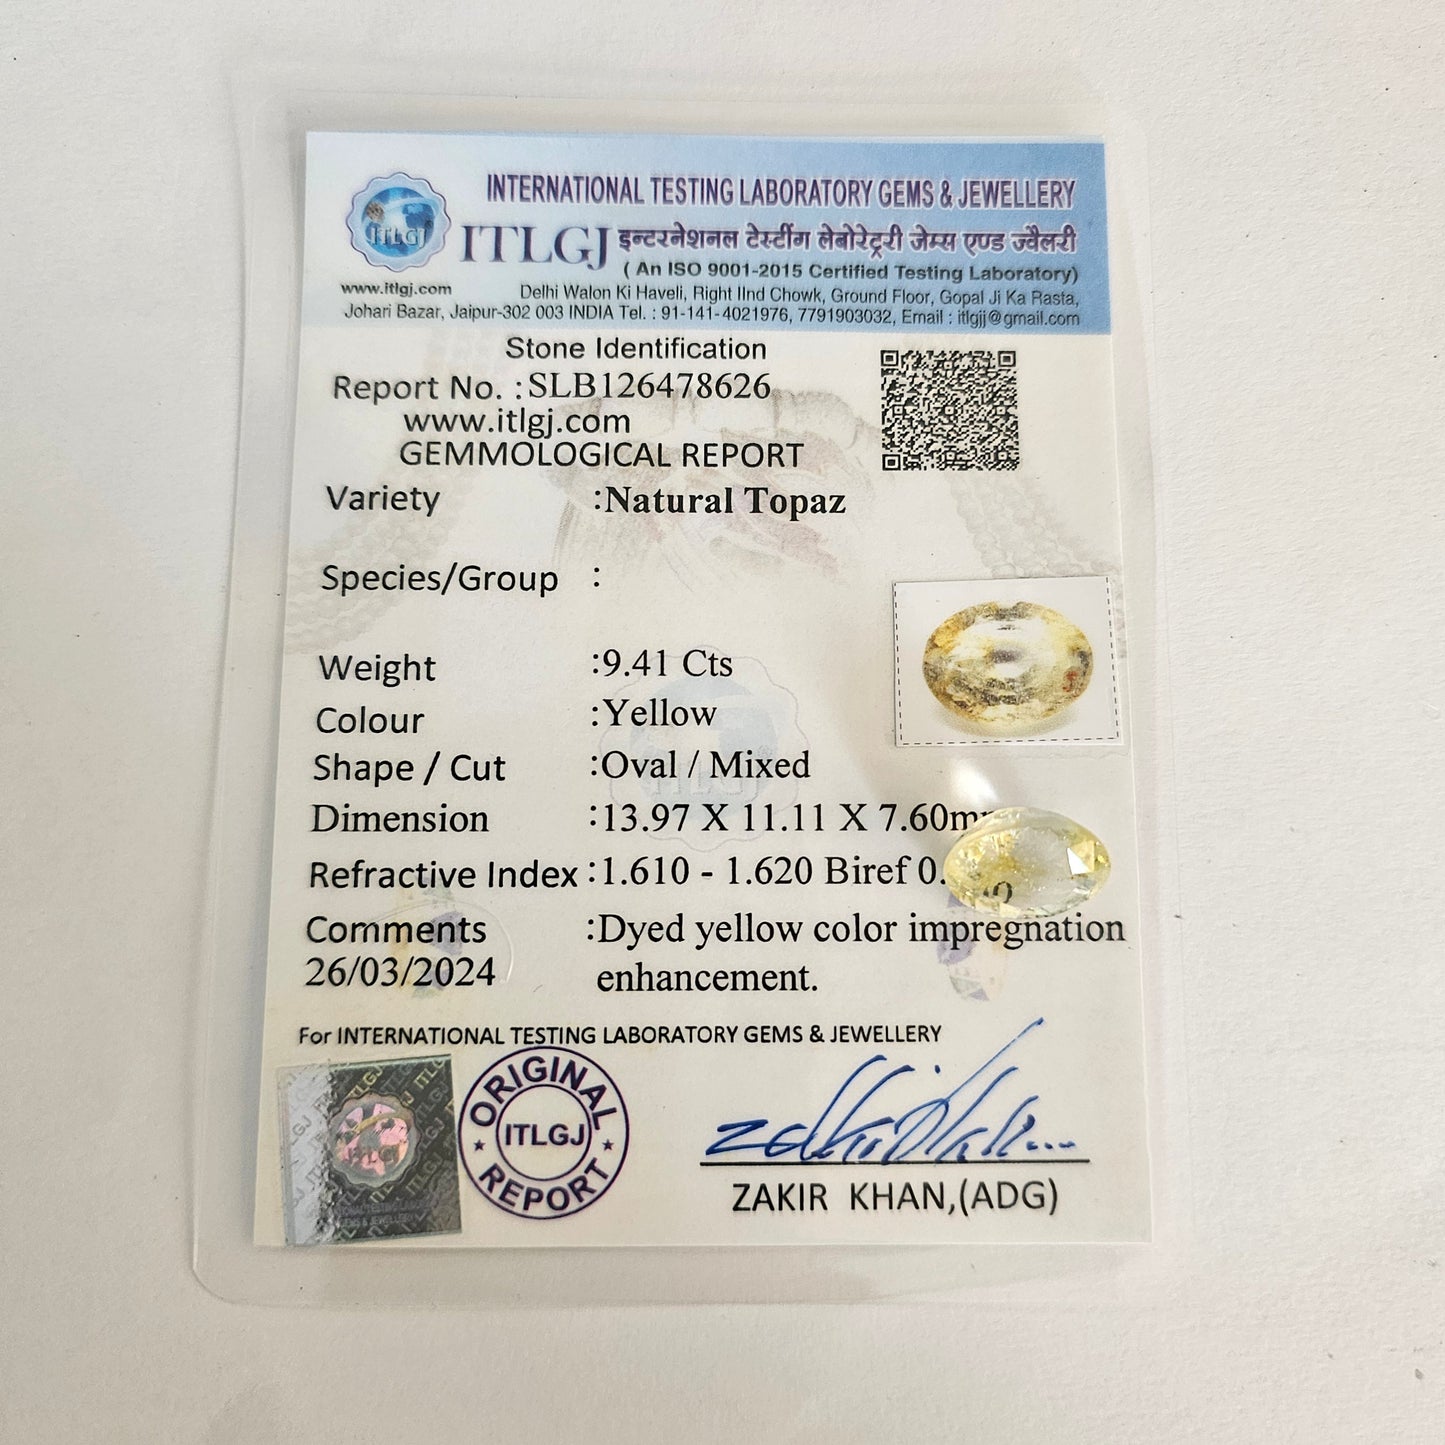 INTERNATIONAL TESTING LABORATORY GEMS & JEWELLERY
ITLGJ
ITLGJ इन्टरनेशनल टेस्टींग लेबोरेट्री जेम्स एण्ड ज्वैलरी
( An ISO 9001-2015 Certified Testing Laboratory)
www.itlgj.com Delhi Walon Ki Haveli, Right IInd Chowk, Ground Floor, Gopal Ji Ka Rasta,
Johari Bazar, Jaipur-302 003 INDIA Tel. : 91-141-4021976, 7791903032, Email : itlgjj@gmail.com
Stone Identification
Report No. :SLB126478626
www.itlgj.com
GEMMOLOGICAL REPORT
Variety :Natural Topaz
Species/Group :
Weight :9.41 Cts
Colour :Yellow
Shape / Cut :Oval / Mixed
Dimension :13.97 X 11.11 X 7.60m
Refractive Index :1.610 - 1.620 Biref 0.
Comments :Dyed yellow color impregnation
26/03/2024 enhancement.
For INTERNATIONAL TESTING LABORATORY GEMS & JEWELLERY
ORIGINAL
ITLGJ
REPORT
ZAKIR KHAN,(ADG)